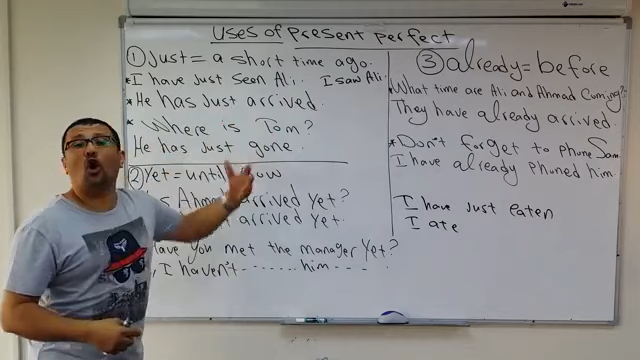 Uses of present perfect
① Just = a short time ago.
* I have just seen Ali. I saw Ali.
* He has just arrived.
* Where is Tom?
He has just gone.
② Yet = until now
Ahmad arrived yet?
arrived yet.
Have you met the manager yet?
, I haven't ........ him .... .
③ already = before
What time are Ali and Ahmad Cuming?
They have already arrived.
* Don't forget to phone Sam
I have already phoned him.
I have just eaten
I ate